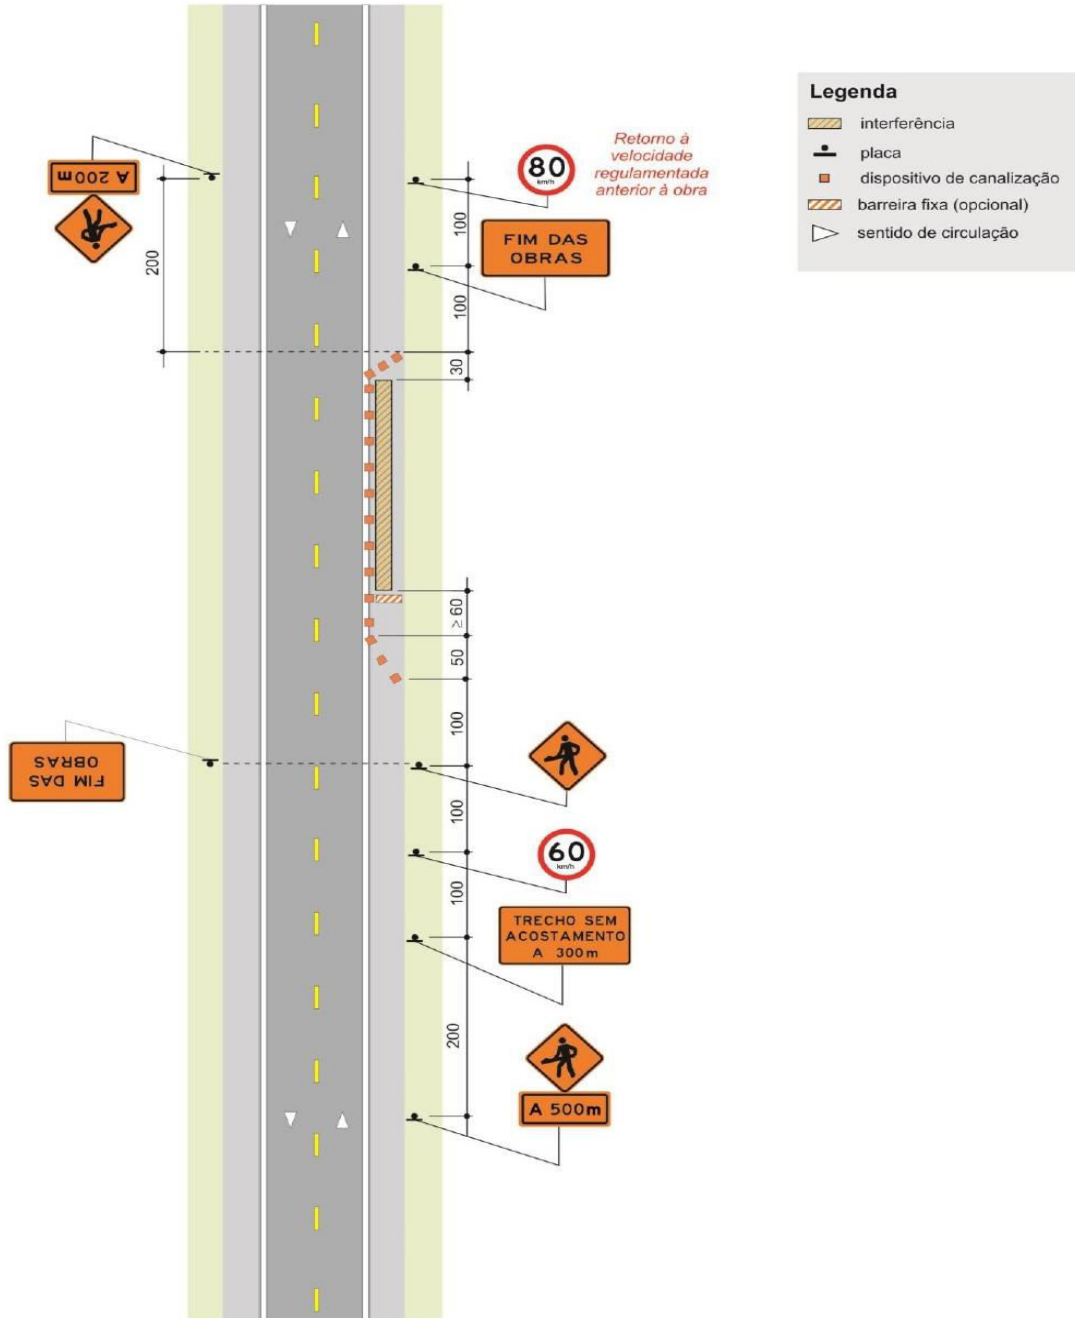 Legenda
interferência
placa
dispositivo de canalização
barreira fixa (opcional)
sentido de circulação
A 200m
200
80
km/h
Retorno à
velocidade
regulamentada
anterior à obra
100
FIM DAS
OBRAS
100
30
≥ 60
50
100
FIM DAS
OBRAS
100
60
km/h
100
TRECHO SEM
ACOSTAMENTO
A 300m
200
A 500m